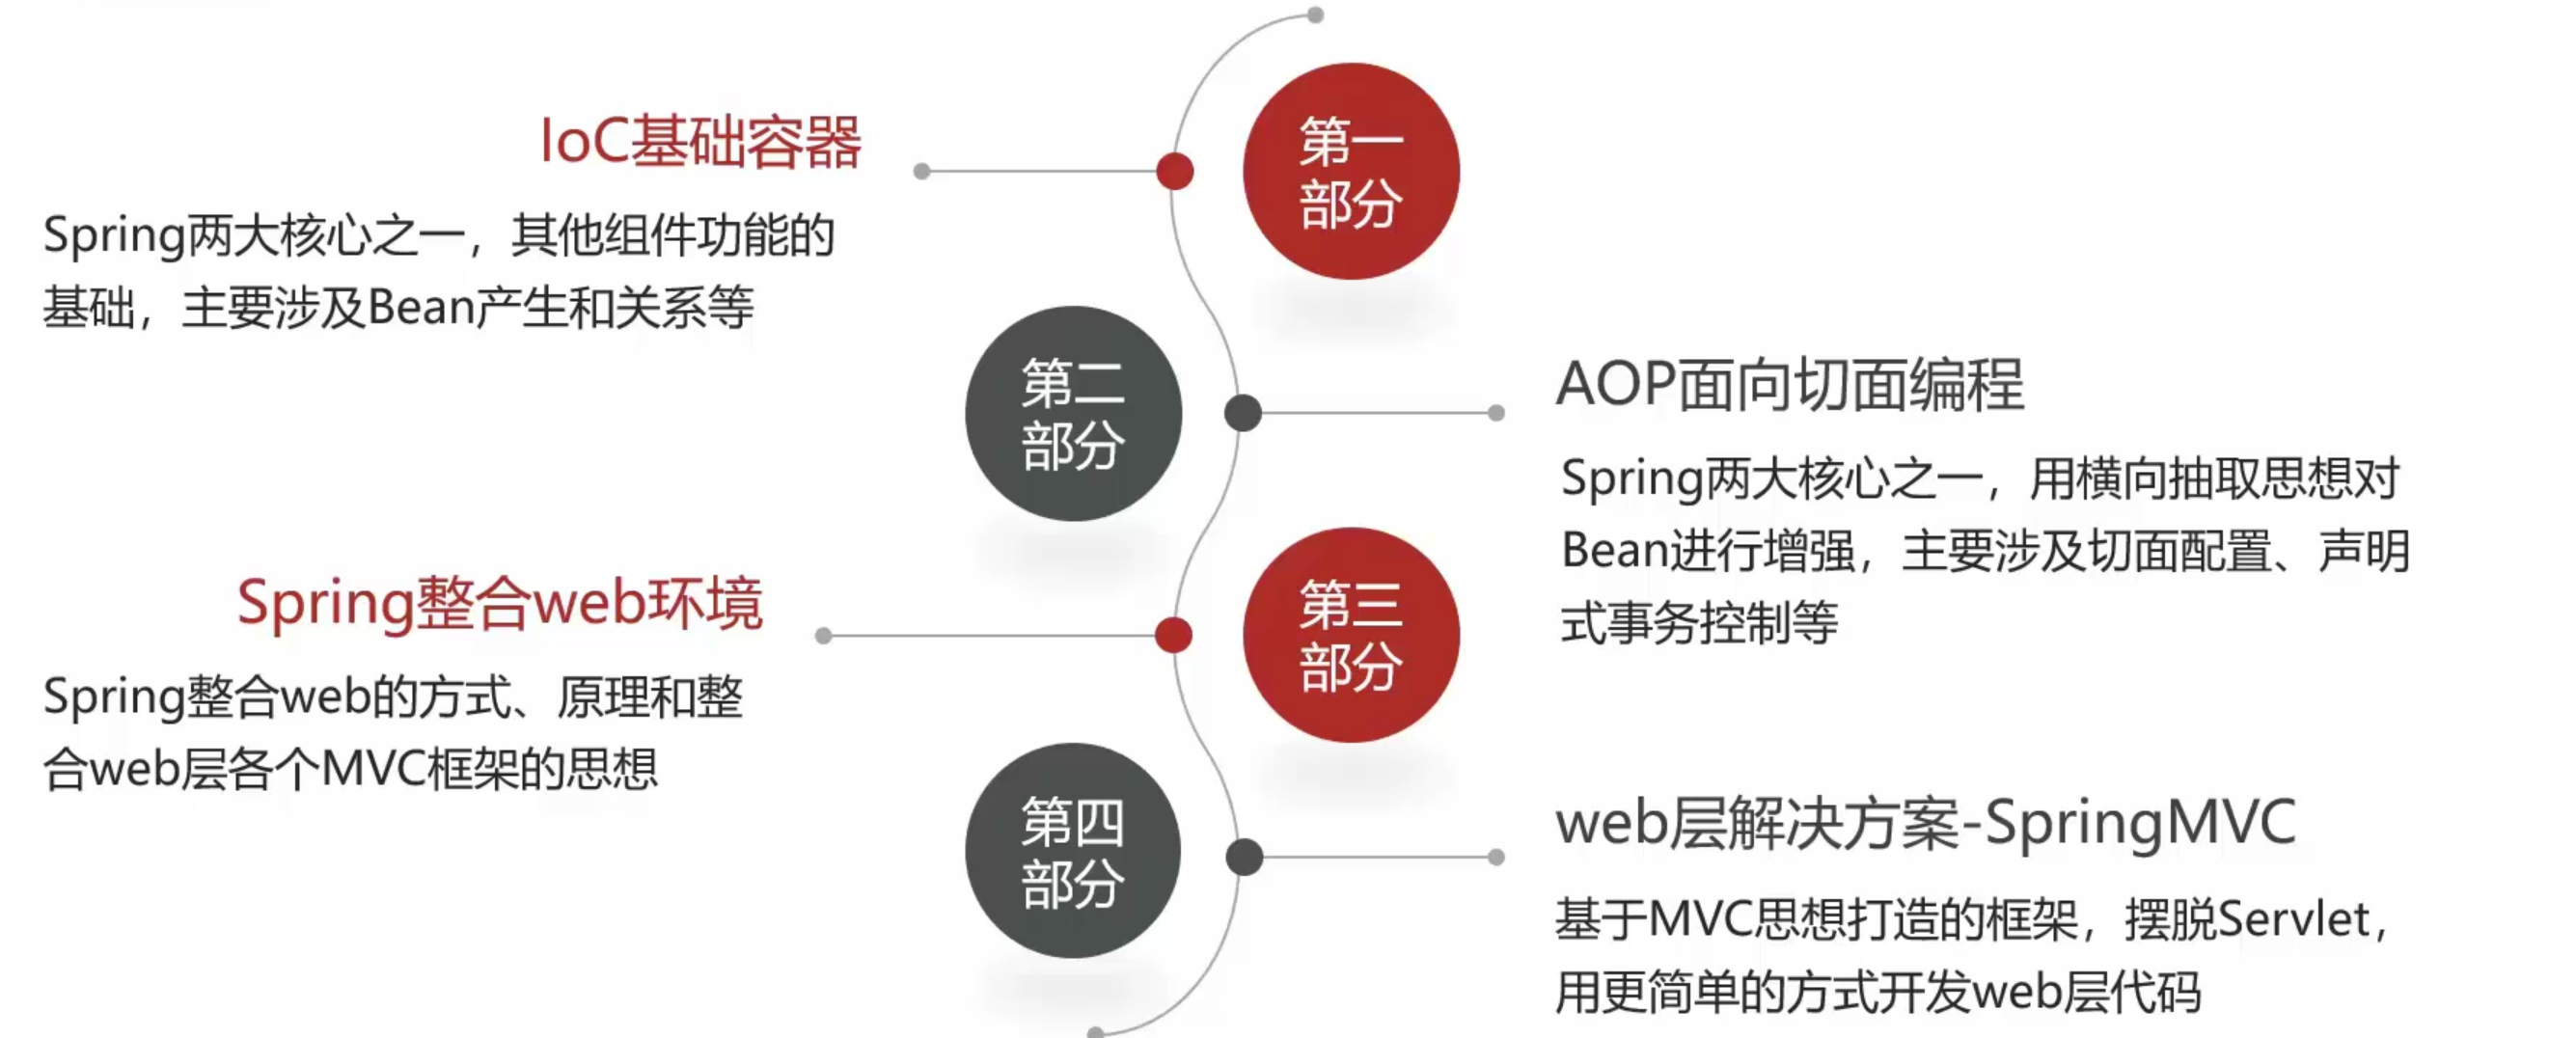 第一
部分
IoC基础容器
Spring两大核心之一，其他组件功能的
基础，主要涉及Bean产生和关系等
第二
部分
AOP面向切面编程
Spring两大核心之一，用横向抽取思想对
Bean进行增强，主要涉及切面配置、声明
式事务控制等
第三
部分
Spring整合web环境
Spring整合web的方式、原理和整
合web层各个MVC框架的思想
第四
部分
web层解决方案-SpringMVC
基于MVC思想打造的框架，摆脱Servlet，
用更简单的方式开发web层代码